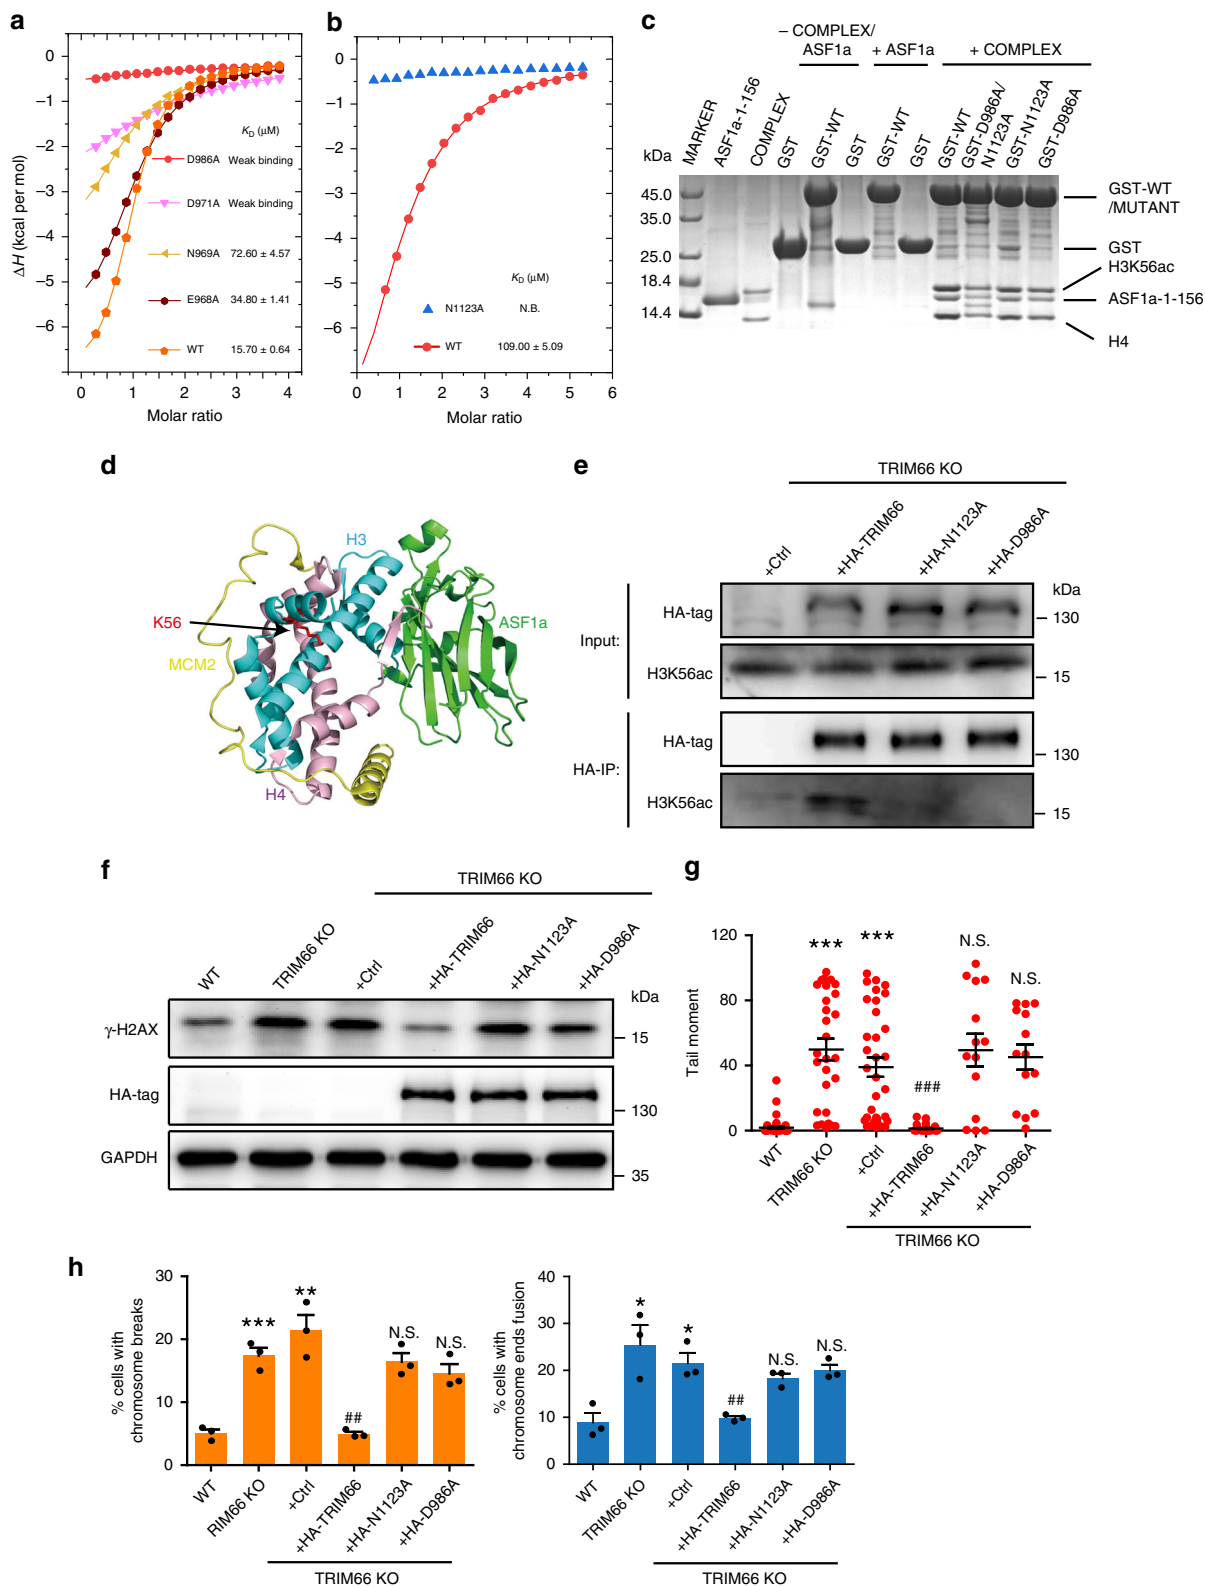 a
0
−1
−2
−3
−4
−5
−6
ΔH (kcal per mol)
KD (μM)
D986A Weak binding
D971A Weak binding
N969A 72.60 ± 4.57
E968A 34.80 ± 1.41
WT 15.70 ± 0.64
0 1 2 3 4
Molar ratio
b
0
−1
−2
−3
−4
−5
−6
KD (μM)
N1123A N.B.
WT 109.00 ± 5.09
0 1 2 3 4 5 6
Molar ratio
c
– COMPLEX/
ASF1a
+ ASF1a
+ COMPLEX
kDa
MARKER
ASF1a-1-156
COMPLEX
GST
GST-WT
GST
GST-WT
GST
GST-WT
GST-D986A/
N1123A
GST-N1123A
GST-D986A
45.0
35.0
25.0
18.4
14.4
GST-WT
/MUTANT
GST
H3K56ac
ASF1a-1-156
H4
d
H3
K56
ASF1a
MCM2
H4
e
TRIM66 KO
+Ctrl
+HA-TRIM66
+HA-N1123A
+HA-D986A
kDa
Input:
HA-tag
130
H3K56ac
15
HA-IP:
HA-tag
130
H3K56ac
15
f
TRIM66 KO
WT
TRIM66 KO
+Ctrl
+HA-TRIM66
+HA-N1123A
+HA-D986A
kDa
γ-H2AX
15
HA-tag
130
GAPDH
35
g
120
80
40
0
Tail moment
***
***
###
N.S.
N.S.
WT
TRIM66 KO
+Ctrl
+HA-TRIM66
+HA-N1123A
+HA-D986A
TRIM66 KO
h
30
20
10
0
% cells with
chromosome breaks
***
**
##
N.S.
N.S.
WT
RIM66 KO
+Ctrl
+HA-TRIM66
+HA-N1123A
+HA-D986A
TRIM66 KO
40
30
20
10
0
% cells with
chromosome ends fusion
*
*
##
N.S.
N.S.
WT
TRIM66 KO
+Ctrl
+HA-TRIM66
+HA-N1123A
+HA-D986A
TRIM66 KO